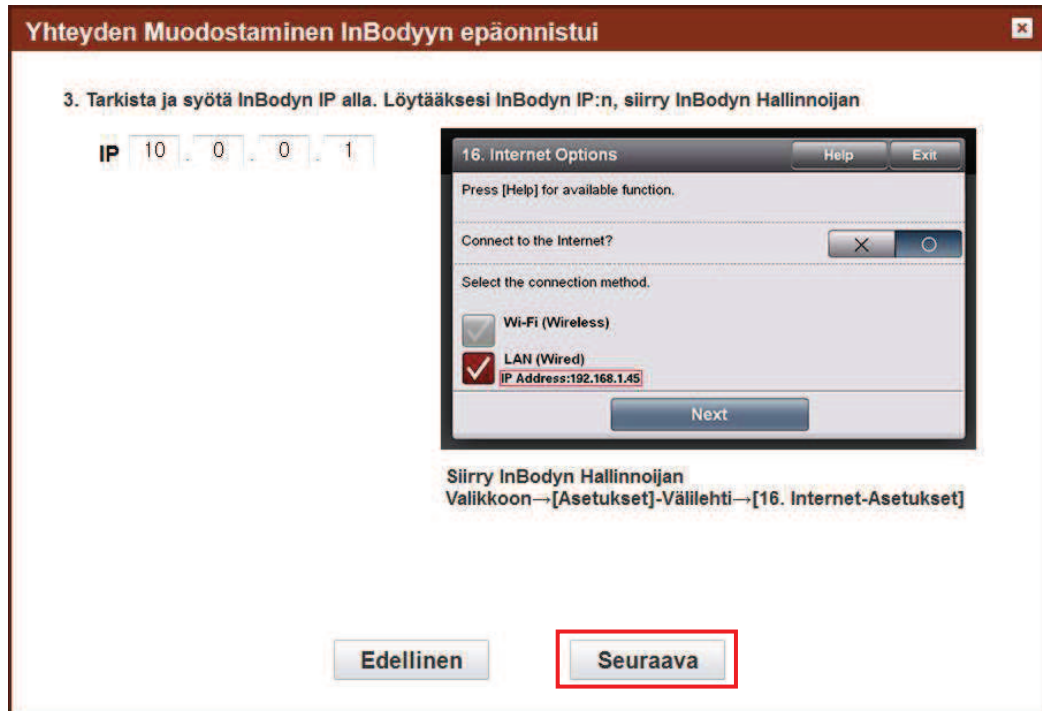 Yhteyden Muodostaminen InBodyyn epäonnistui
3. Tarkista ja syötä InBodyn IP alla. Löytääksesi InBodyn IP:n, siirry InBodyn Hallinnoijan
IP 10 . 0 . 0 . 1
16. Internet Options Help Exit
Press [Help] for available function.
Connect to the Internet?
Select the connection method.
Wi-Fi (Wireless)
LAN (Wired)
IP Address:192.168.1.45
Next
Siirry InBodyn Hallinnoijan
Valikkoon→[Asetukset]-Välilehti→[16. Internet-Asetukset]
Edellinen Seuraava